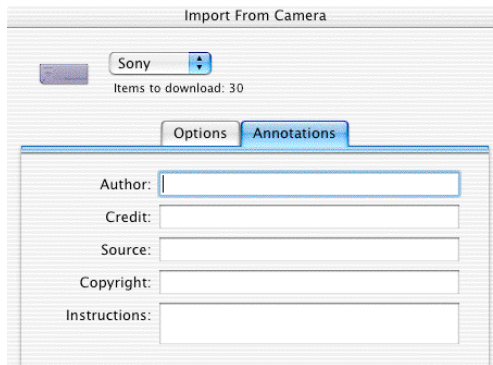 Import From Camera
Sony
Items to download: 30
Options Annotations
Author:
Credit:
Source:
Copyright:
Instructions: